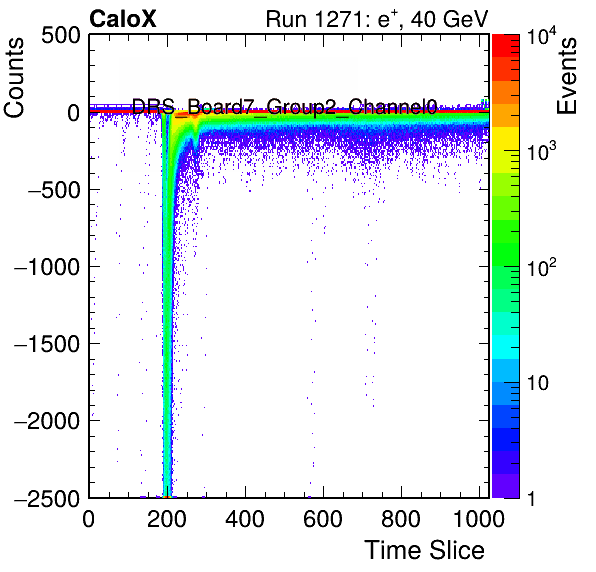 CaloX Run 1271: e⁺, 40 GeV
Counts
Events
DRS_Board7_Group2_Channel0
500
0
−500
−1000
−1500
−2000
−2500
0 200 400 600 800 1000
Time Slice
10⁴
10³
10²
10
1